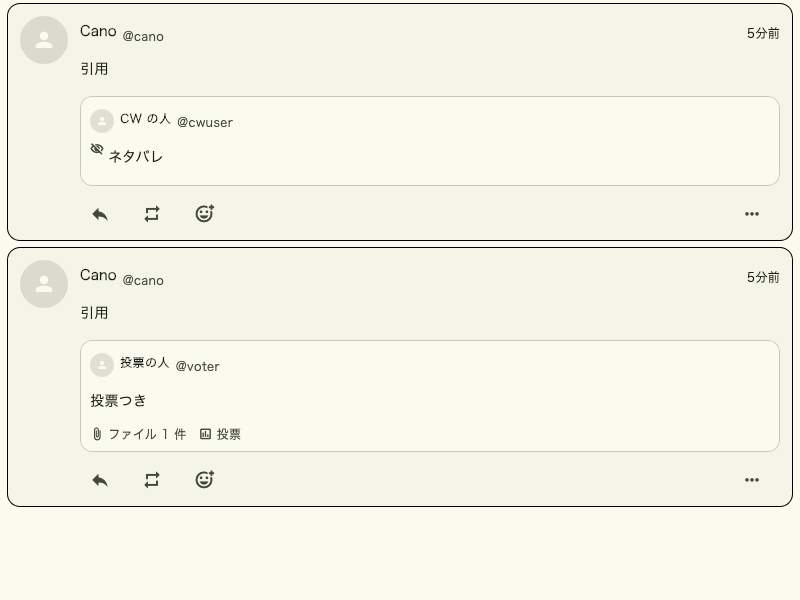 Cano @cano 5分前
引用
CW の人 @cwuser
ネタバレ
Cano @cano 5分前
引用
投票の人 @voter
投票つき
ファイル 1 件 投票